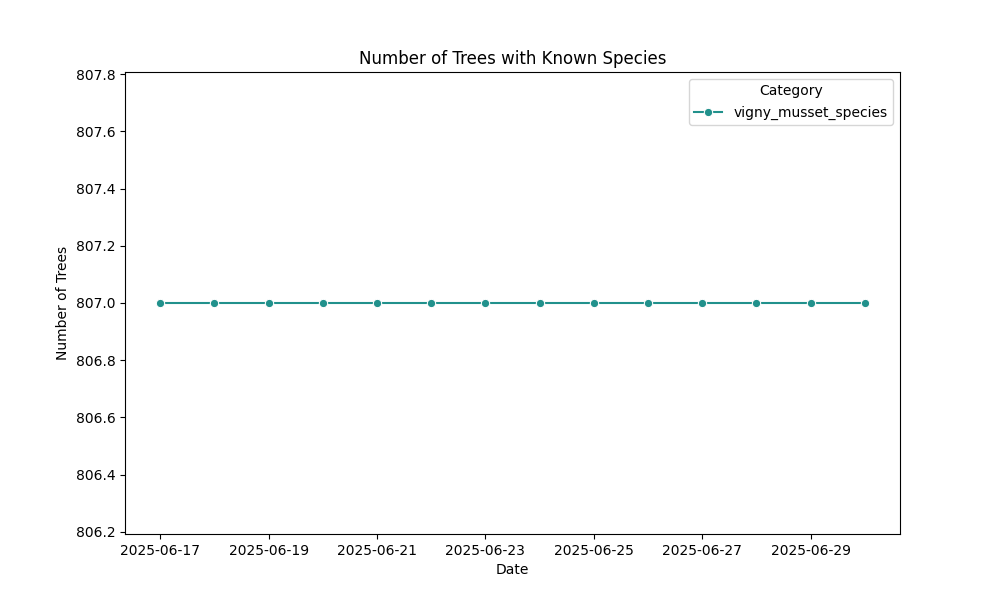 Number of Trees with Known Species
Category
vigny_musset_species
Number of Trees
807.8
807.6
807.4
807.2
807.0
806.8
806.6
806.4
806.2
2025-06-17 2025-06-19 2025-06-21 2025-06-23 2025-06-25 2025-06-27 2025-06-29
Date